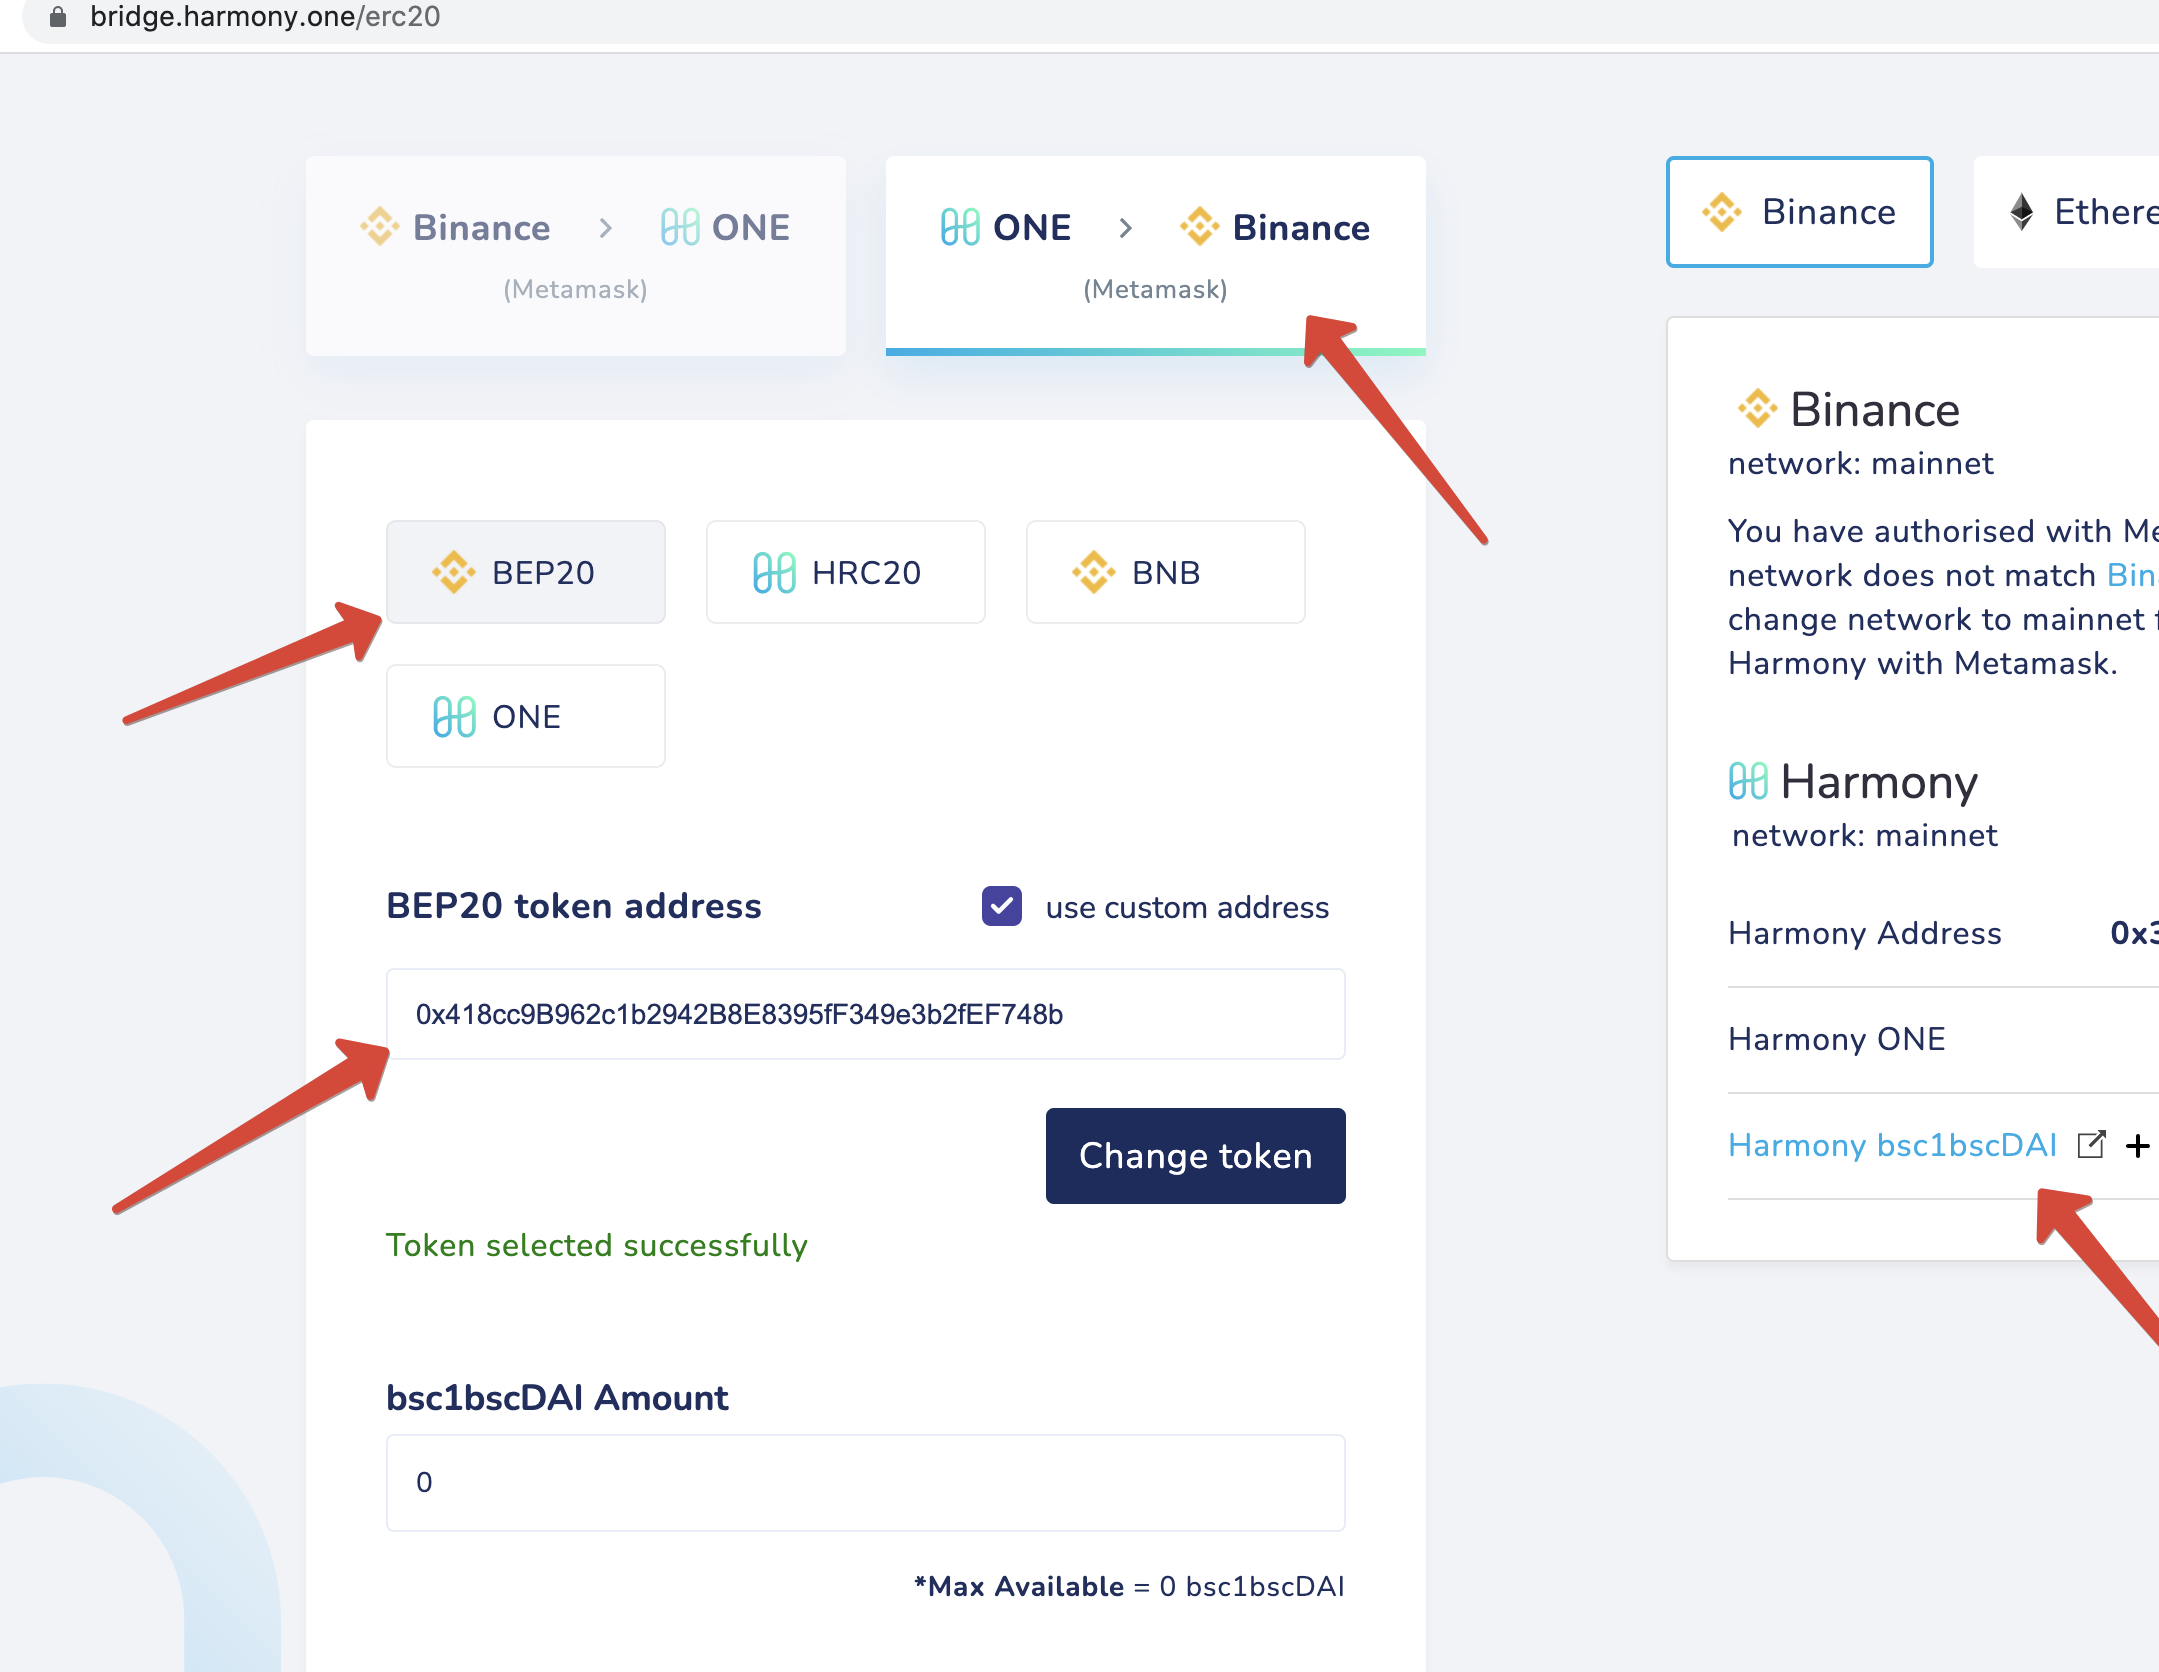 bridge.harmony.one/erc20
Binance > ONE
(Metamask)
ONE > Binance
(Metamask)
BEP20
HRC20
BNB
ONE
BEP20 token address
use custom address
0x418cc9B962c1b2942B8E8395fF349e3b2fEF748b
Change token
Token selected successfully
bsc1bscDAI Amount
0
*Max Available = 0 bsc1bscDAI
Binance
Ethere
Binance
network: mainnet
You have authorised with Me
network does not match Bin
change network to mainnet f
Harmony with Metamask.
Harmony
network: mainnet
Harmony Address 0x3
Harmony ONE
Harmony bsc1bscDAI +